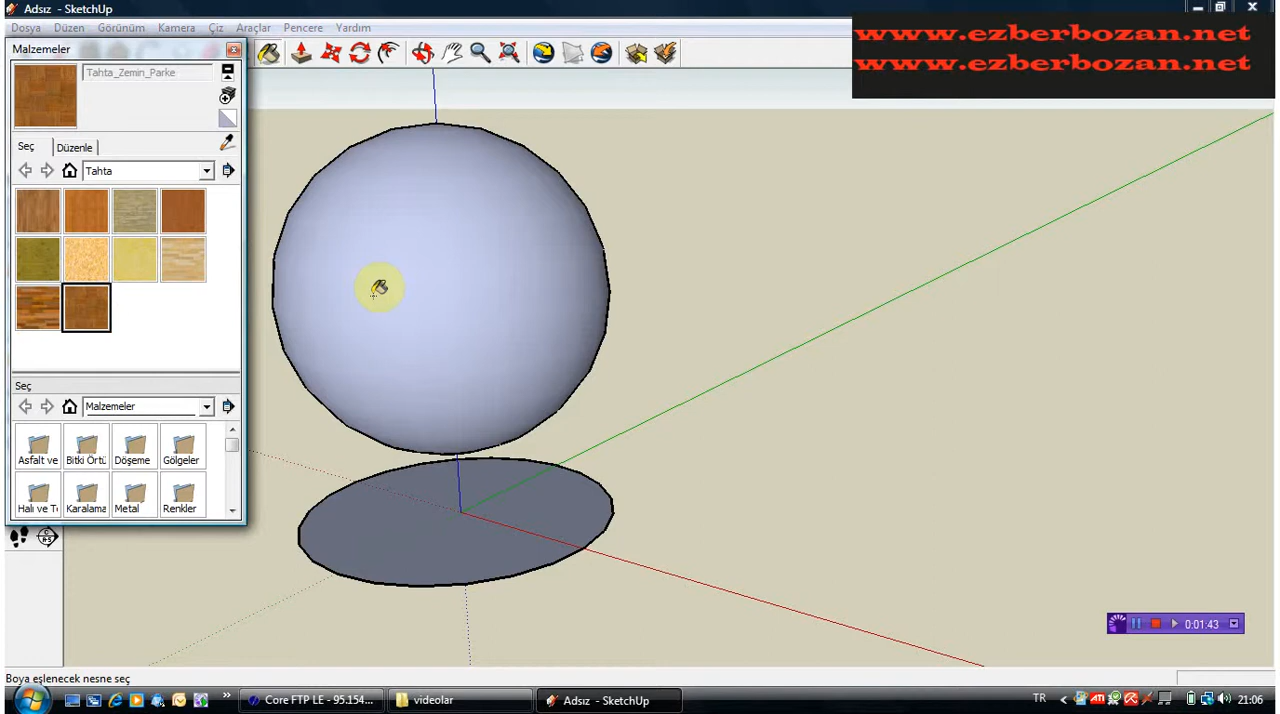 Adsız - SketchUp
Dosya Düzen Görünüm Kamera Çiz Araçlar Pencere Yardım
www.ezberbozan.net
www.ezberbozan.net
Malzemeler
Tahta_Zemin_Parke
Seç Düzenle
Tahta
Seç
Malzemeler
Asfalt ve Bitki Örtü Döşeme Gölgeler
Halı ve T Karalama Metal Renkler
0:01:43
Boya eşlenecek nesne seç
Core FTP LE - 95.154... videolar Adsız - SketchUp TR ATI 21:06